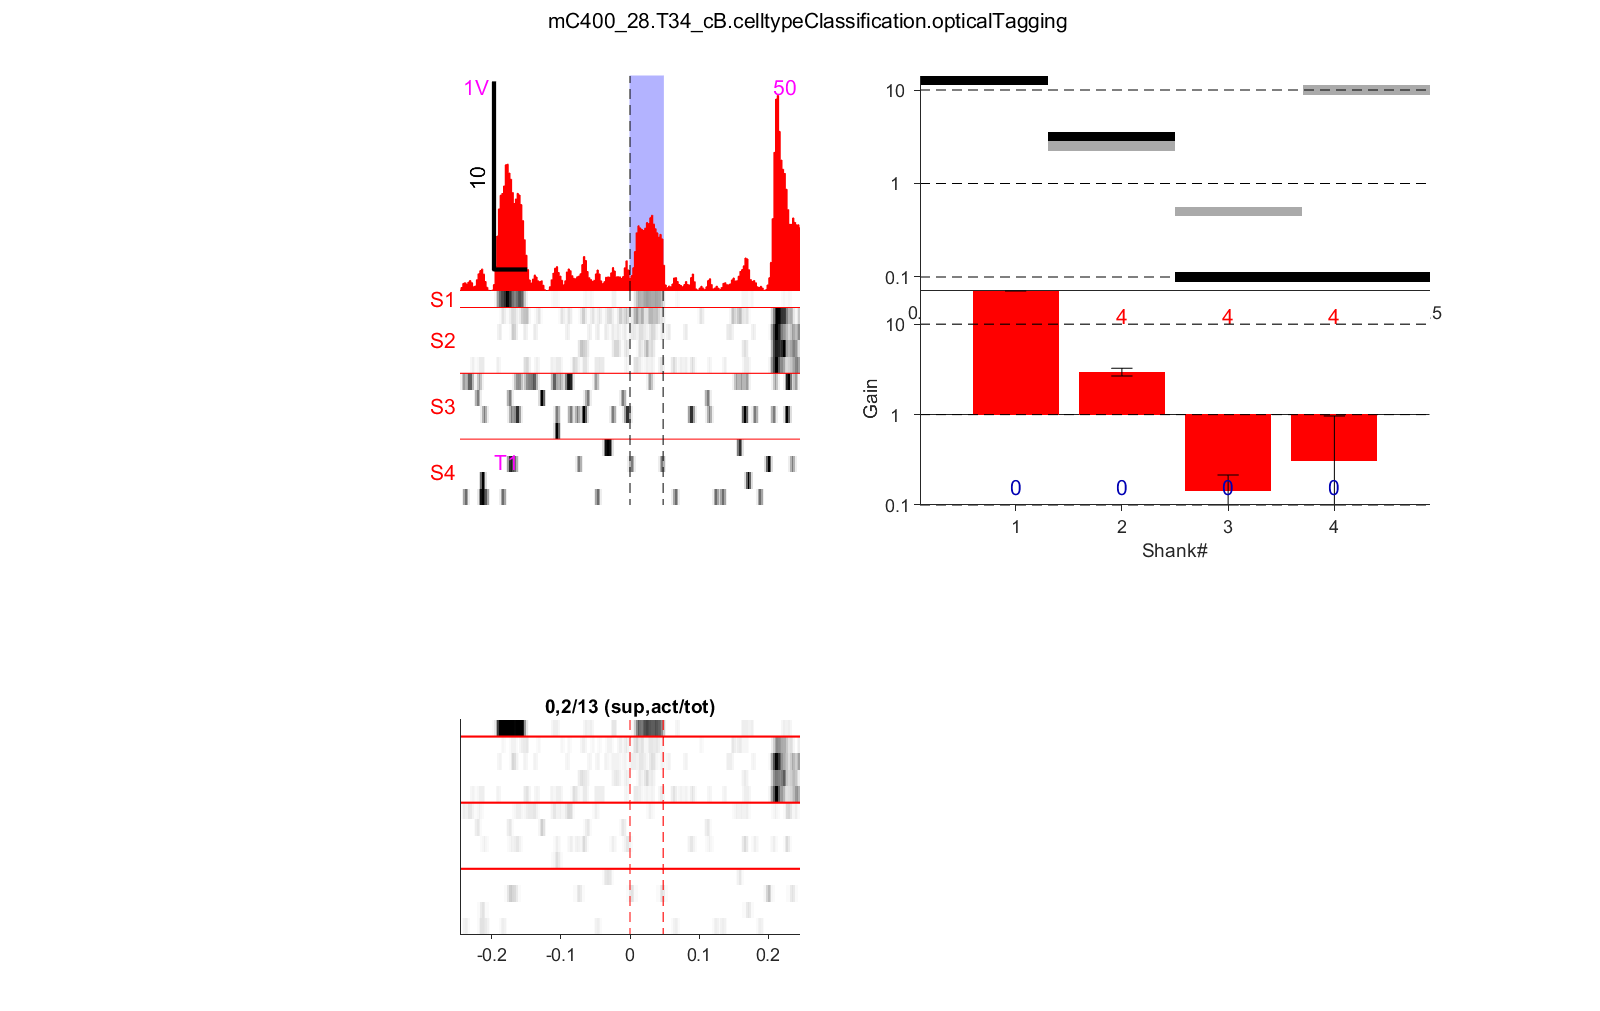 mC400_28.T34_cB.celltypeClassification.opticalTagging
1V
50
10
S1
S2
S3
S4
T1
10
1
0.1
0.
5
10
1
0.1
Gain
4
4
4
0
0
0
0
1
2
3
4
Shank#
0,2/13 (sup,act/tot)
-0.2
-0.1
0
0.1
0.2